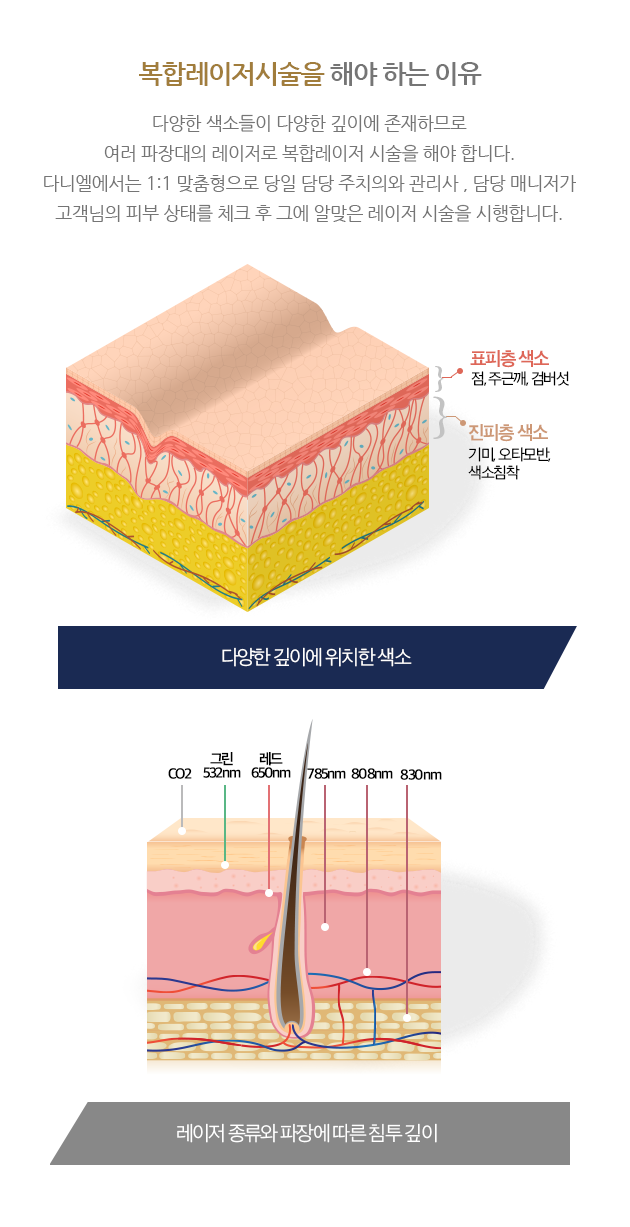 복합레이저시술을 해야 하는 이유
다양한 색소들이 다양한 깊이에 존재하므로
여러 파장대의 레이저로 복합레이저 시술을 해야 합니다.
다니엘에서는 1:1 맞춤형으로 당일 담당 주치의와 관리사 , 담당 매니저가
고객님의 피부 상태를 체크 후 그에 알맞은 레이저 시술을 시행합니다.
표피층 색소
점, 주근깨, 검버섯
진피층 색소
기미, 오타모반,
색소침착
다양한 깊이에 위치한 색소
그린 레드
CO2 532nm 650nm 785nm 808nm 830nm
레이저 종류와 파장에 따른 침투 깊이